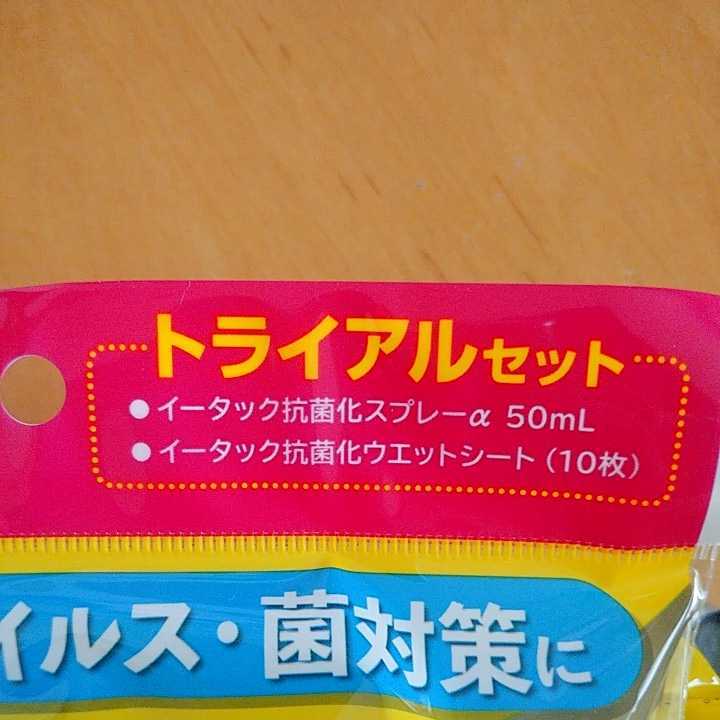 トライアルセット
●イータック抗菌化スプレーα 50mL
●イータック抗菌化ウエットシート（10枚）
イルス・菌対策に